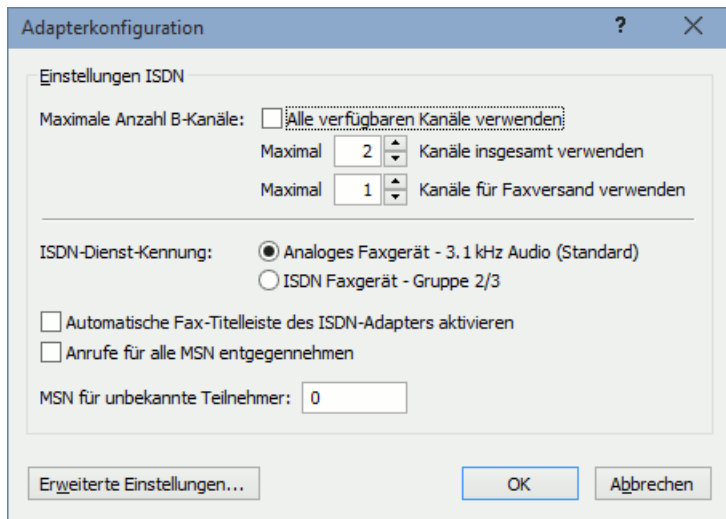 Adapterkonfiguration ?
Einstellungen ISDN
Maximale Anzahl B-Kanäle: Alle verfügbaren Kanäle verwenden
Maximal 2 Kanäle insgesamt verwenden
Maximal 1 Kanäle für Faxversand verwenden
ISDN-Dienst-Kennung: Analoges Faxgerät - 3.1 kHz Audio (Standard)
ISDN Faxgerät - Gruppe 2/3
Automatische Fax-Titelleiste des ISDN-Adapters aktivieren
Anrufe für alle MSN entgegennehmen
MSN für unbekannte Teilnehmer: 0
Erweiterte Einstellungen... OK Abbrechen